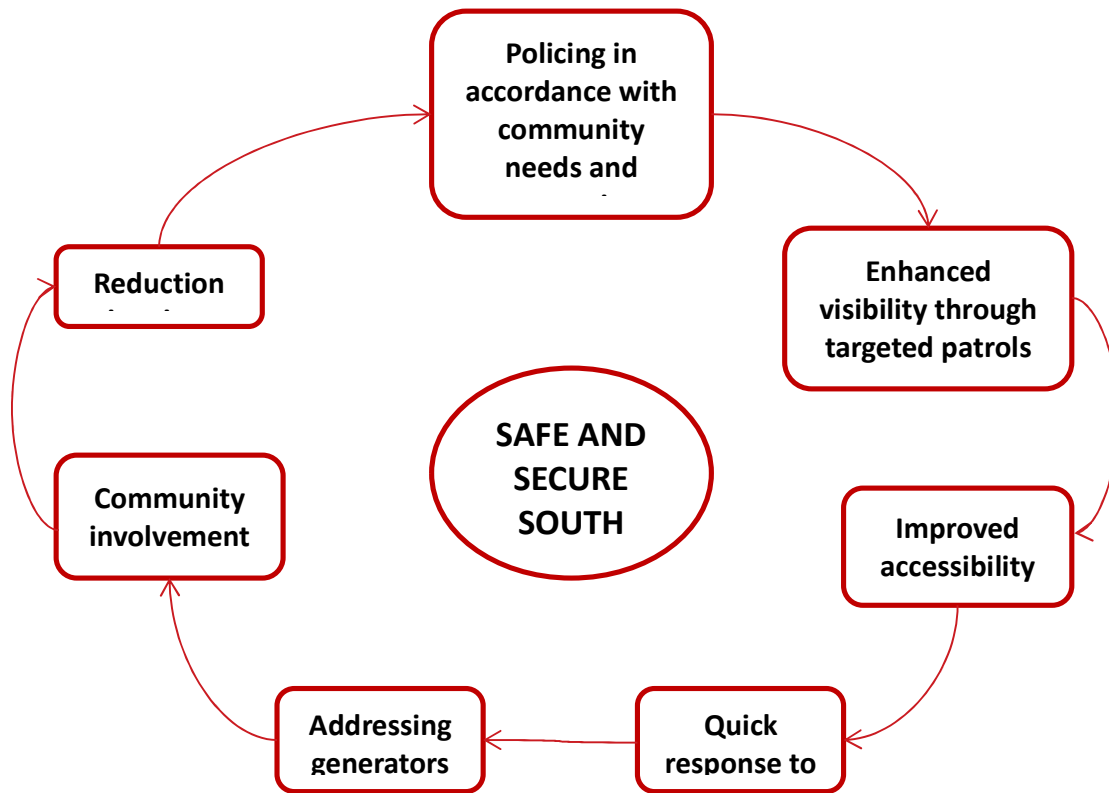 Policing in
accordance with
community
needs and
Enhanced
visibility through
targeted patrols
Improved
accessibility
Quick
response to
Addressing
generators
Community
involvement
Reduction
SAFE AND
SECURE
SOUTH